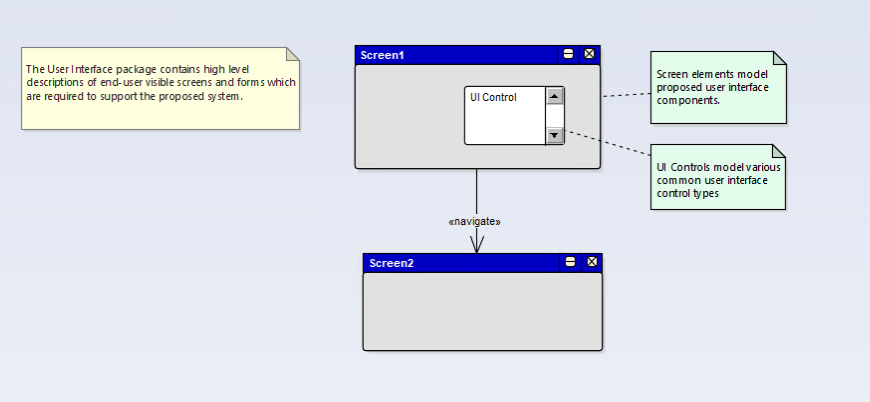 The User Interface package contains high level
descriptions of end-user visible screens and forms which
are required to support the proposed system.
Screen1
UI Control
Screen elements model
proposed user interface
components.
UI Controls model various
common user interface
control types
«navigate»
Screen2